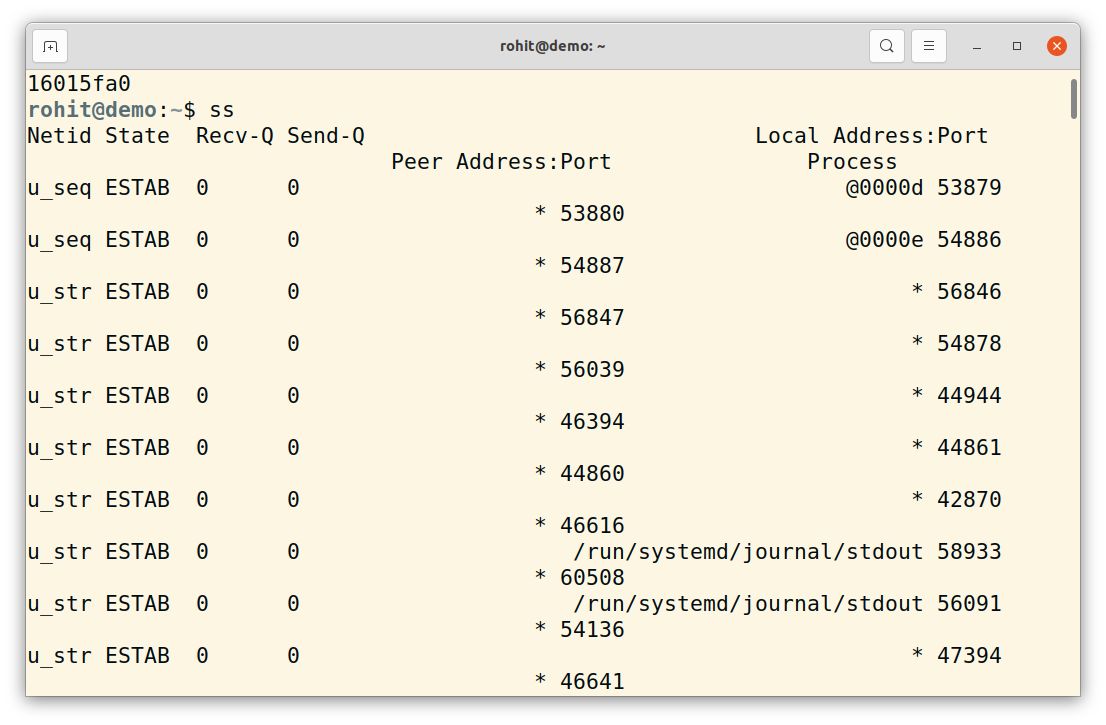 rohit@demo: ~
16015fa0
rohit@demo:~$ ss
Netid State  Recv-Q Send-Q                              Local Address:Port
                            Peer Address:Port               Process
u_seq ESTAB  0      0                                          @0000d 53879
                                       * 53880
u_seq ESTAB  0      0                                          @0000e 54886
                                       * 54887
u_str ESTAB  0      0                                               * 56846
                                       * 56847
u_str ESTAB  0      0                                               * 54878
                                       * 56039
u_str ESTAB  0      0                                               * 44944
                                       * 46394
u_str ESTAB  0      0                                               * 44861
                                       * 44860
u_str ESTAB  0      0                                               * 42870
                                       * 46616
u_str ESTAB  0      0                     /run/systemd/journal/stdout 58933
                                       * 60508
u_str ESTAB  0      0                     /run/systemd/journal/stdout 56091
                                       * 54136
u_str ESTAB  0      0                                               * 47394
                                       * 46641